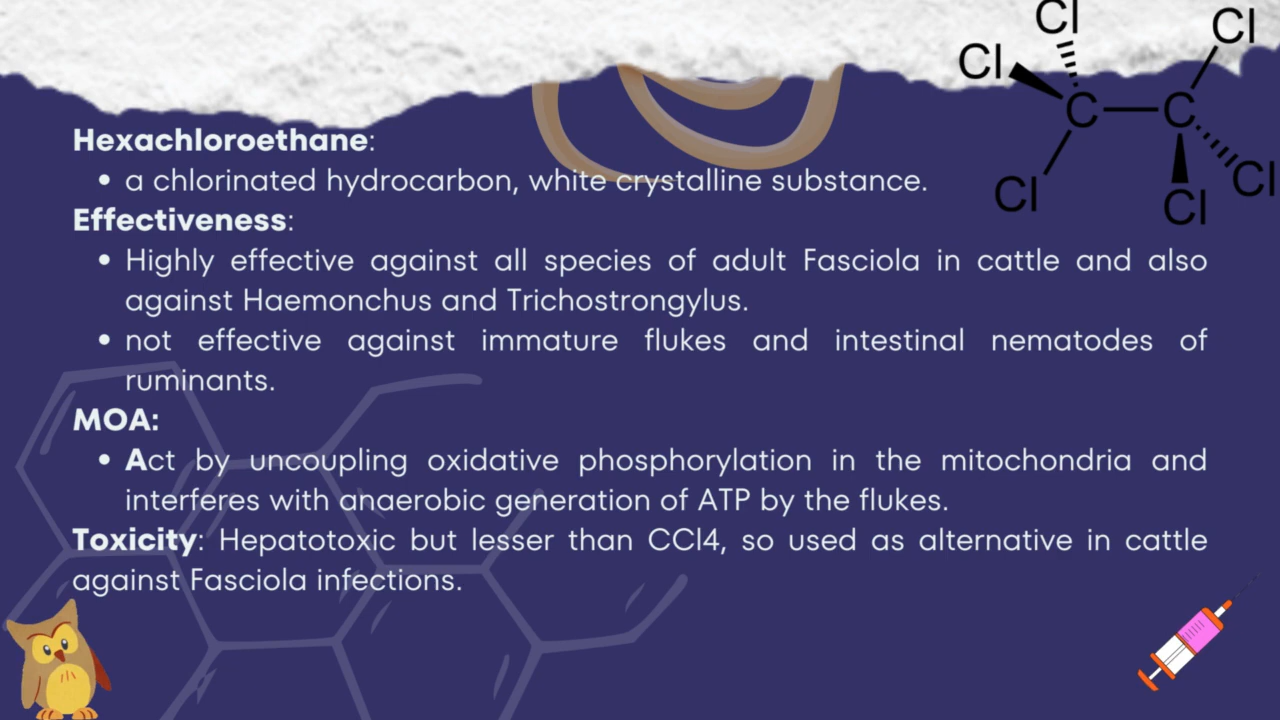 Cl
Cl
Cl
C
C
Cl
Cl
Cl
Hexachloroethane:
• a chlorinated hydrocarbon, white crystalline substance.
Effectiveness:
• Highly effective against all species of adult Fasciola in cattle and also
against Haemonchus and Trichostrongylus.
• not effective against immature flukes and intestinal nematodes of
ruminants.
MOA:
• Act by uncoupling oxidative phosphorylation in the mitochondria and
interferes with anaerobic generation of ATP by the flukes.
Toxicity: Hepatotoxic but lesser than CCl4, so used as alternative in cattle
against Fasciola infections.